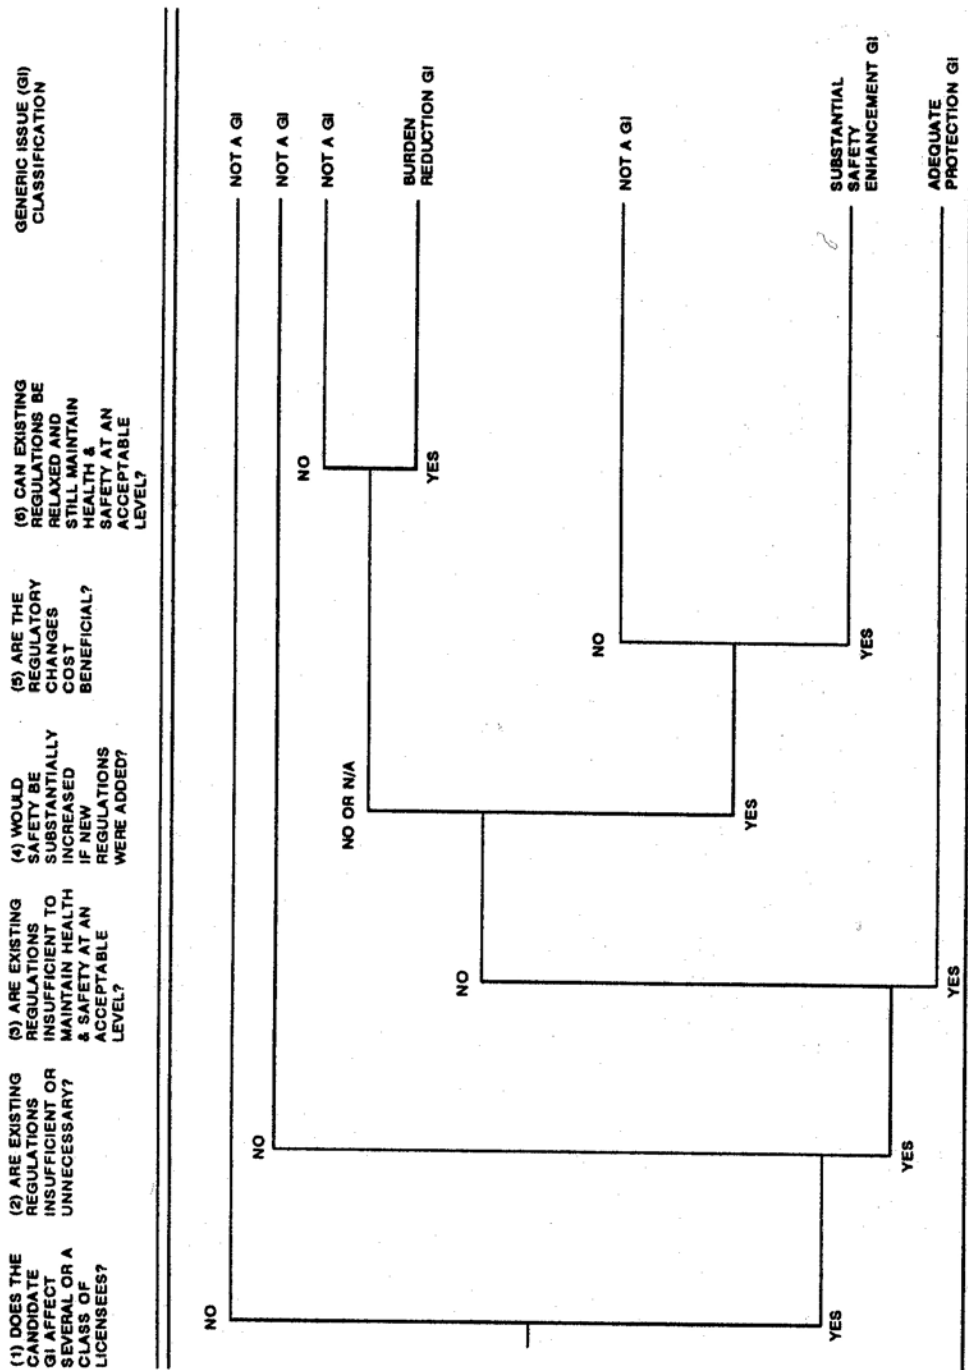 (1) DOES THE
CANDIDATE
GI AFFECT
SEVERAL OR A
CLASS OF
LICENSEES?
(2) ARE EXISTING
REGULATIONS
INSUFFICIENT OR
UNNECESSARY?
(3) ARE EXISTING
REGULATIONS
INSUFFICIENT TO
MAINTAIN HEALTH
& SAFETY AT AN
ACCEPTABLE
LEVEL?
(4) WOULD
SAFETY BE
SUBSTANTIALLY
INCREASED
IF NEW
REGULATIONS
WERE ADDED?
(5) ARE THE
REGULATORY
CHANGES
COST
BENEFICIAL?
(6) CAN EXISTING
REGULATIONS BE
RELAXED AND
STILL MAINTAIN
HEALTH &
SAFETY AT AN
ACCEPTABLE
LEVEL?
GENERIC ISSUE (GI)
CLASSIFICATION
NO
NOT A GI
NO
NOT A GI
NO
NOT A GI
NO OR N/A
YES
BURDEN
REDUCTION GI
NO
NO
NOT A GI
YES
YES
SUBSTANTIAL
SAFETY
ENHANCEMENT GI
YES
YES
YES
ADEQUATE
PROTECTION GI